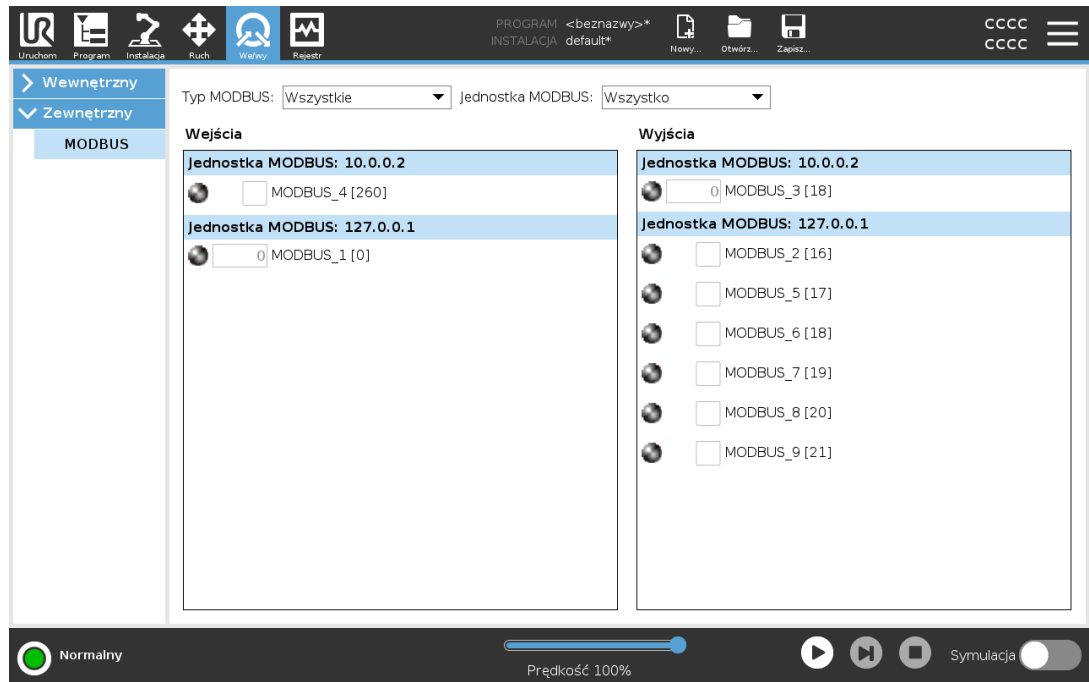 PROGRAM <beznazwy>*
INSTALACJA default*
UR
Uruchom Program Instalacja Ruch We/wy Rejestr
Nowy... Otwórz... Zapisz...
CCCC
CCCC
Wewnętrzny
Zewnętrzny
MODBUS
Typ MODBUS: Wszystkie Jednostka MODBUS: Wszystko
Wejścia
Jednostka MODBUS: 10.0.0.2
MODBUS_4 [260]
Jednostka MODBUS: 127.0.0.1
0 MODBUS_1 [0]
Wyjścia
Jednostka MODBUS: 10.0.0.2
0 MODBUS_3 [18]
Jednostka MODBUS: 127.0.0.1
MODBUS_2 [16]
MODBUS_5 [17]
MODBUS_6 [18]
MODBUS_7 [19]
MODBUS_8 [20]
MODBUS_9 [21]
Normalny
Prędkość 100%
Symulacja